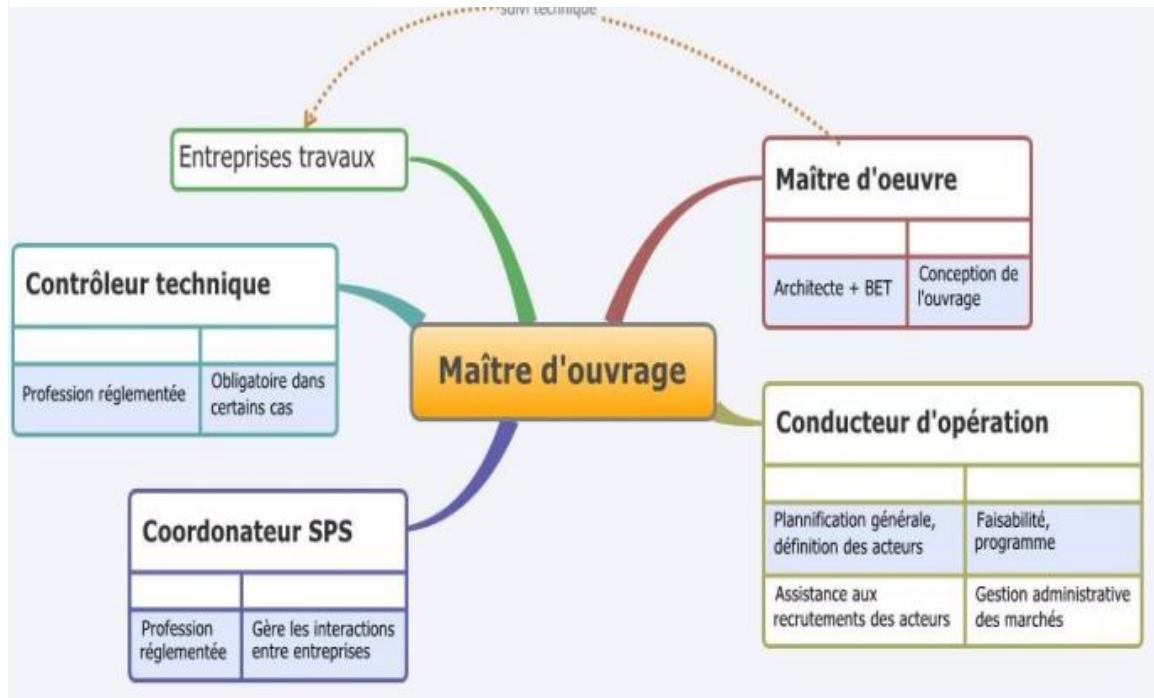 suivi technique
Entreprises travaux
Maître d'oeuvre
Architecte + BET
Conception de
l'ouvrage
Contrôleur technique
Profession réglementée
Obligatoire dans
certains cas
Maître d'ouvrage
Conducteur d'opération
Plannification générale,
définition des acteurs
Faisabilité,
programme
Assistance aux
recrutements des acteurs
Gestion administrative
des marchés
Coordonateur SPS
Profession
réglementée
Gère les interactions
entre entreprises